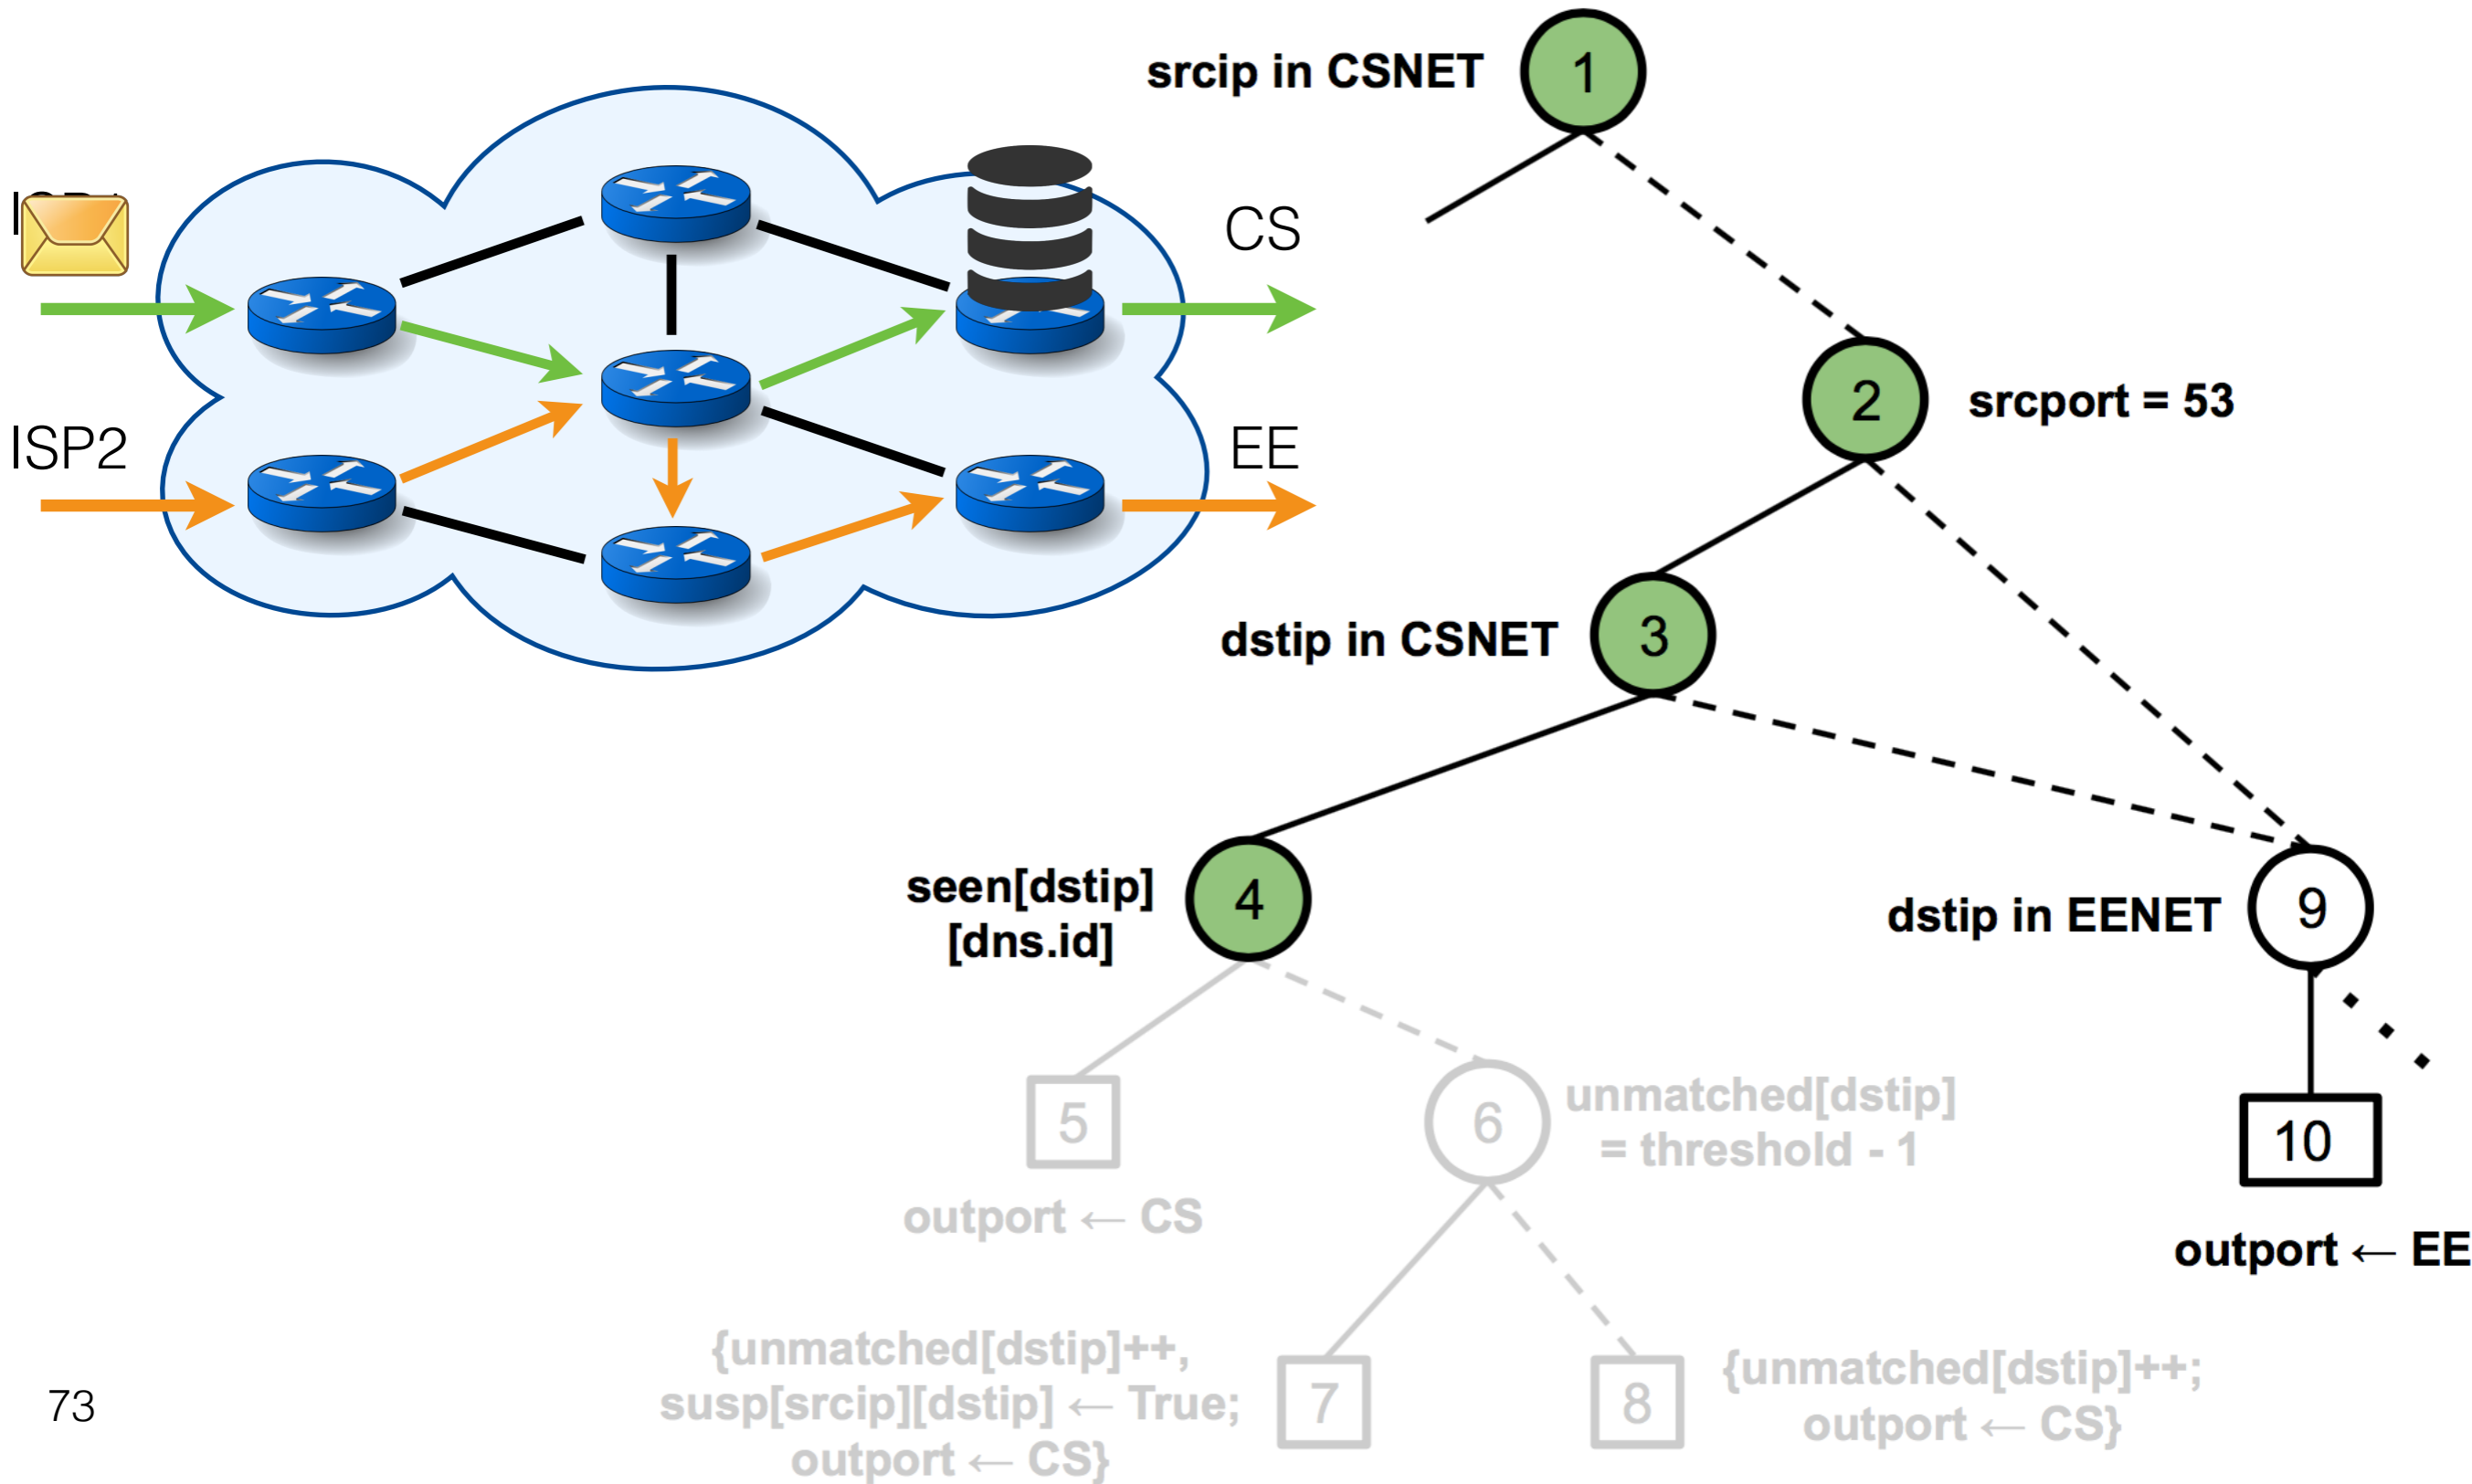 srcip in CSNET
1
CS
ISP2
EE
2
srcport = 53
dstip in CSNET
3
seen[dstip]
[dns.id]
4
dstip in EENET
9
5
6
unmatched[dstip]
= threshold - 1
10
outport ← CS
outport ← EE
{unmatched[dstip]++,
susp[srcip][dstip] ← True;
outport ← CS}
7
8
{unmatched[dstip]++;
outport ← CS}
73